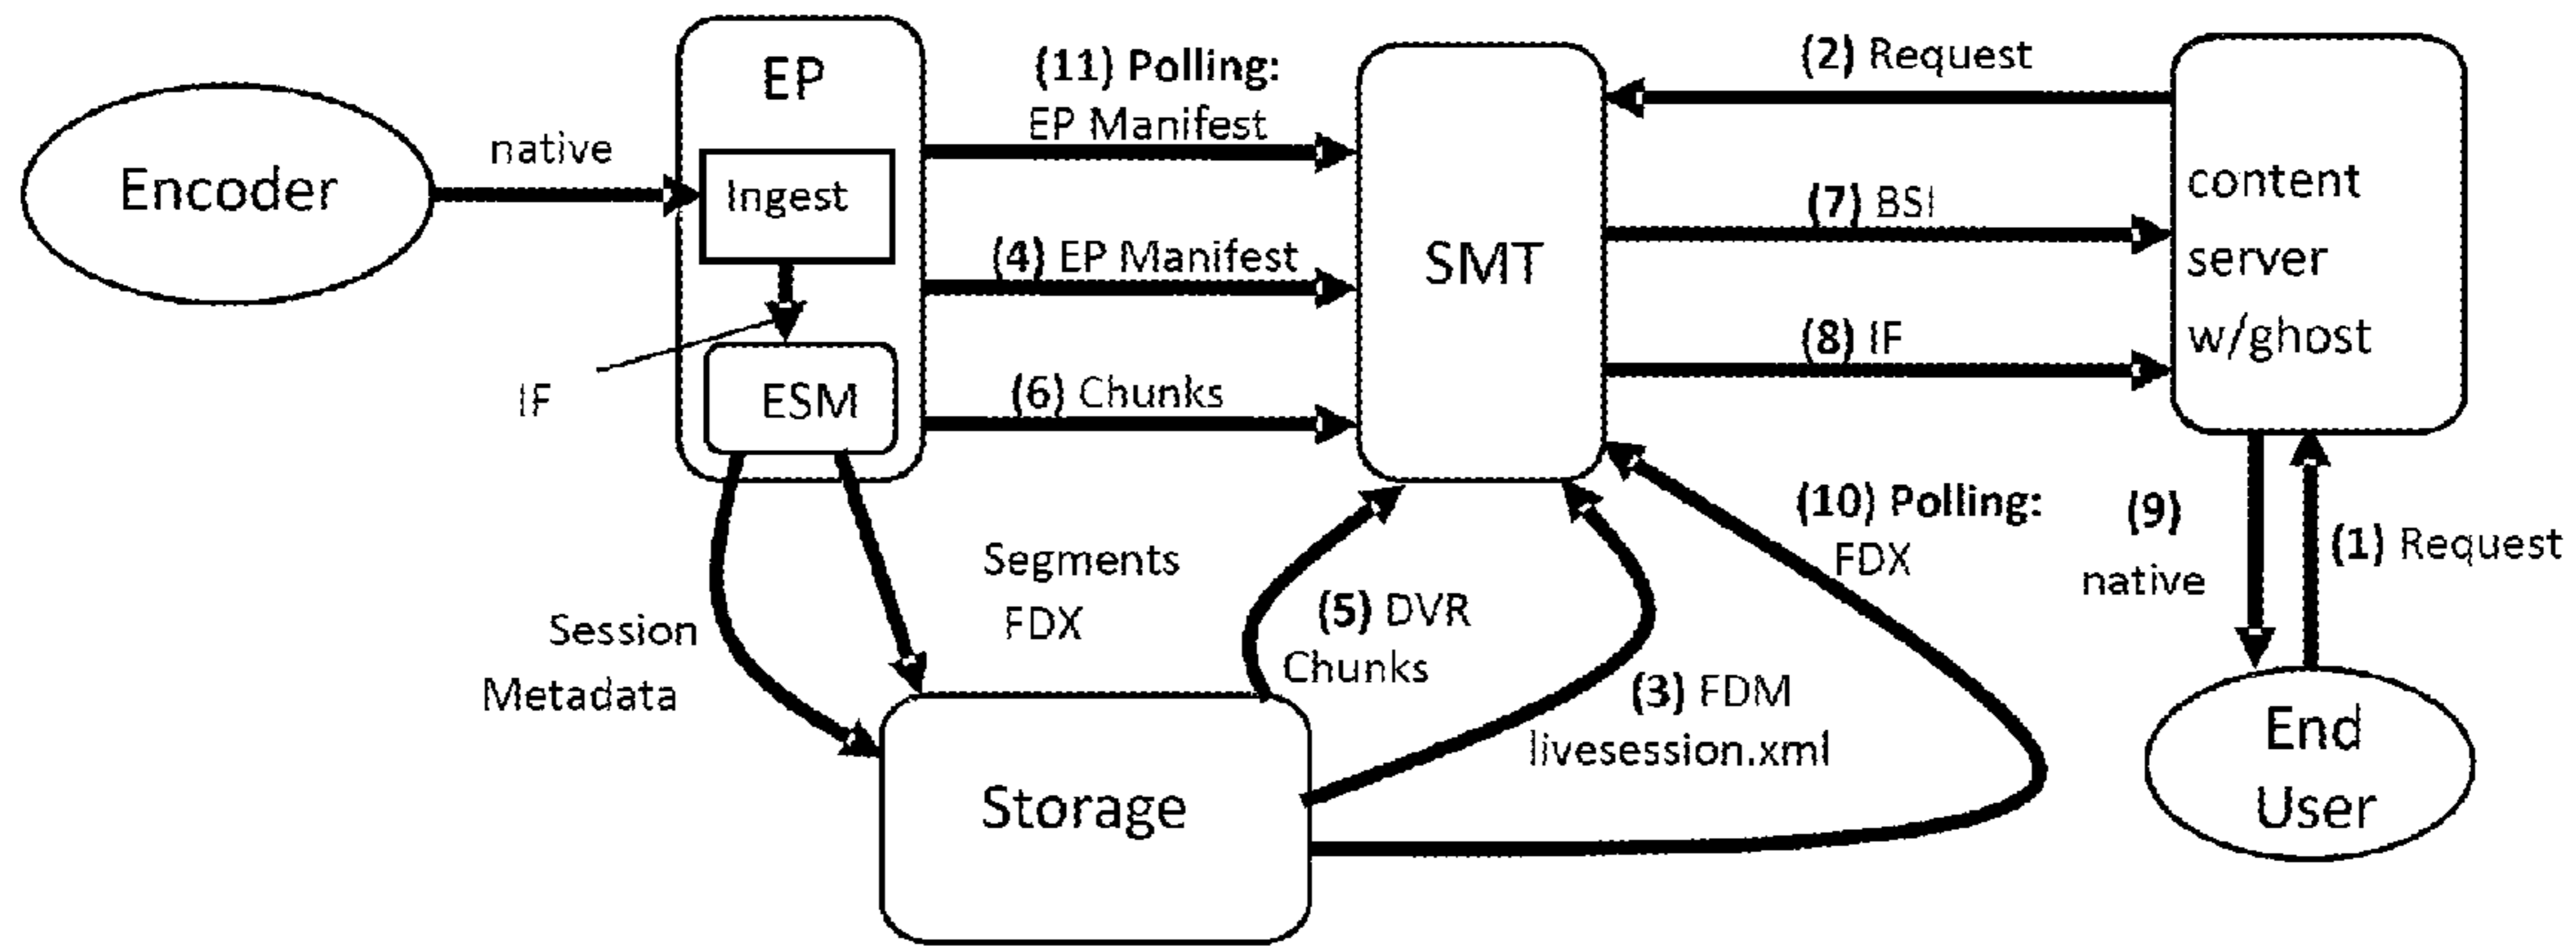 Encoder
native
EP
Ingest
IF
ESM
(11) Polling:
EP Manifest
(4) EP Manifest
(6) Chunks
SMT
(2) Request
(7) BSI
(8) IF
content
server
w/ghost
Session
Metadata
Segments
FDX
Storage
(5) DVR
Chunks
(3) FDM
livesession.xml
(10) Polling:
FDX
(9)
native
(1) Request
End
User